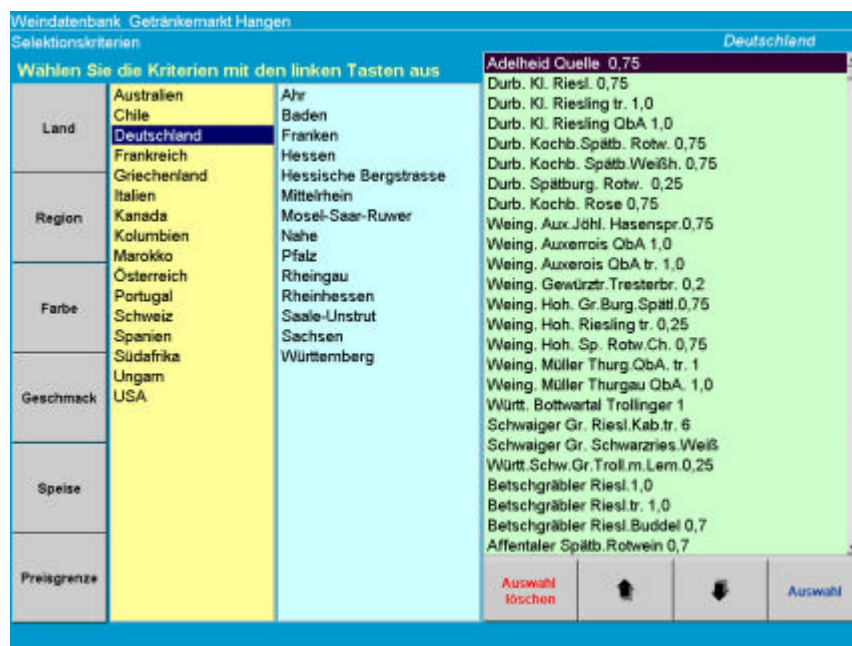 Weindatenbank Getränkemarkt Hangen
Selektionskriterien
Deutschland
Wählen Sie die Kriterien mit den linken Tasten aus
Land
Region
Farbe
Geschmack
Speise
Preisgrenze
Australien
Chile
Deutschland
Frankreich
Griechenland
Italien
Kanada
Kolumbien
Marokko
Österreich
Portugal
Schweiz
Spanien
Südafrika
Ungarn
USA
Ahr
Baden
Franken
Hessen
Hessische Bergstrasse
Mittelrhein
Mosel-Saar-Ruwer
Nahe
Pfalz
Rheingau
Rheinhessen
Saale-Unstrut
Sachsen
Württemberg
Adelheid Quelle 0,75
Durb. Kl. Riesl. 0,75
Durb. Kl. Riesling tr. 1,0
Durb. Kl. Riesling QbA 1,0
Durb. Kochb.Spätb. Rotw. 0,75
Durb. Kochb. Spätb.Weißh. 0,75
Durb. Spätburg. Rotw. 0,25
Durb. Kochb. Rose 0,75
Weing. Aux.Jöhl. Hasenspr.0,75
Weing. Auxerrois QbA 1,0
Weing. Auxerois QbA tr. 1,0
Weing. Gewürztr.Tresterbr. 0,2
Weing. Hoh. Gr.Burg.Spätl.0,75
Weing. Hoh. Riesling tr. 0,25
Weing. Hoh. Sp. Rotw.Ch. 0,75
Weing. Müller Thurg.QbA. tr. 1
Weing. Müller Thurgau QbA. 1,0
Württ. Bottwartal Trollinger 1
Schwaiger Gr. Riesl.Kab.tr. 6
Schwaiger Gr. Schwarzries.Weiß
Württ.Schw.Gr.Troll.m.Lem.0,25
Betschgräbler Riesl.1,0
Betschgräbler Riesl.tr. 1,0
Betschgräbler Riesl.Buddel 0,7
Affentaler Spätb.Rotwein 0,7
Auswahl
löschen
Auswahl